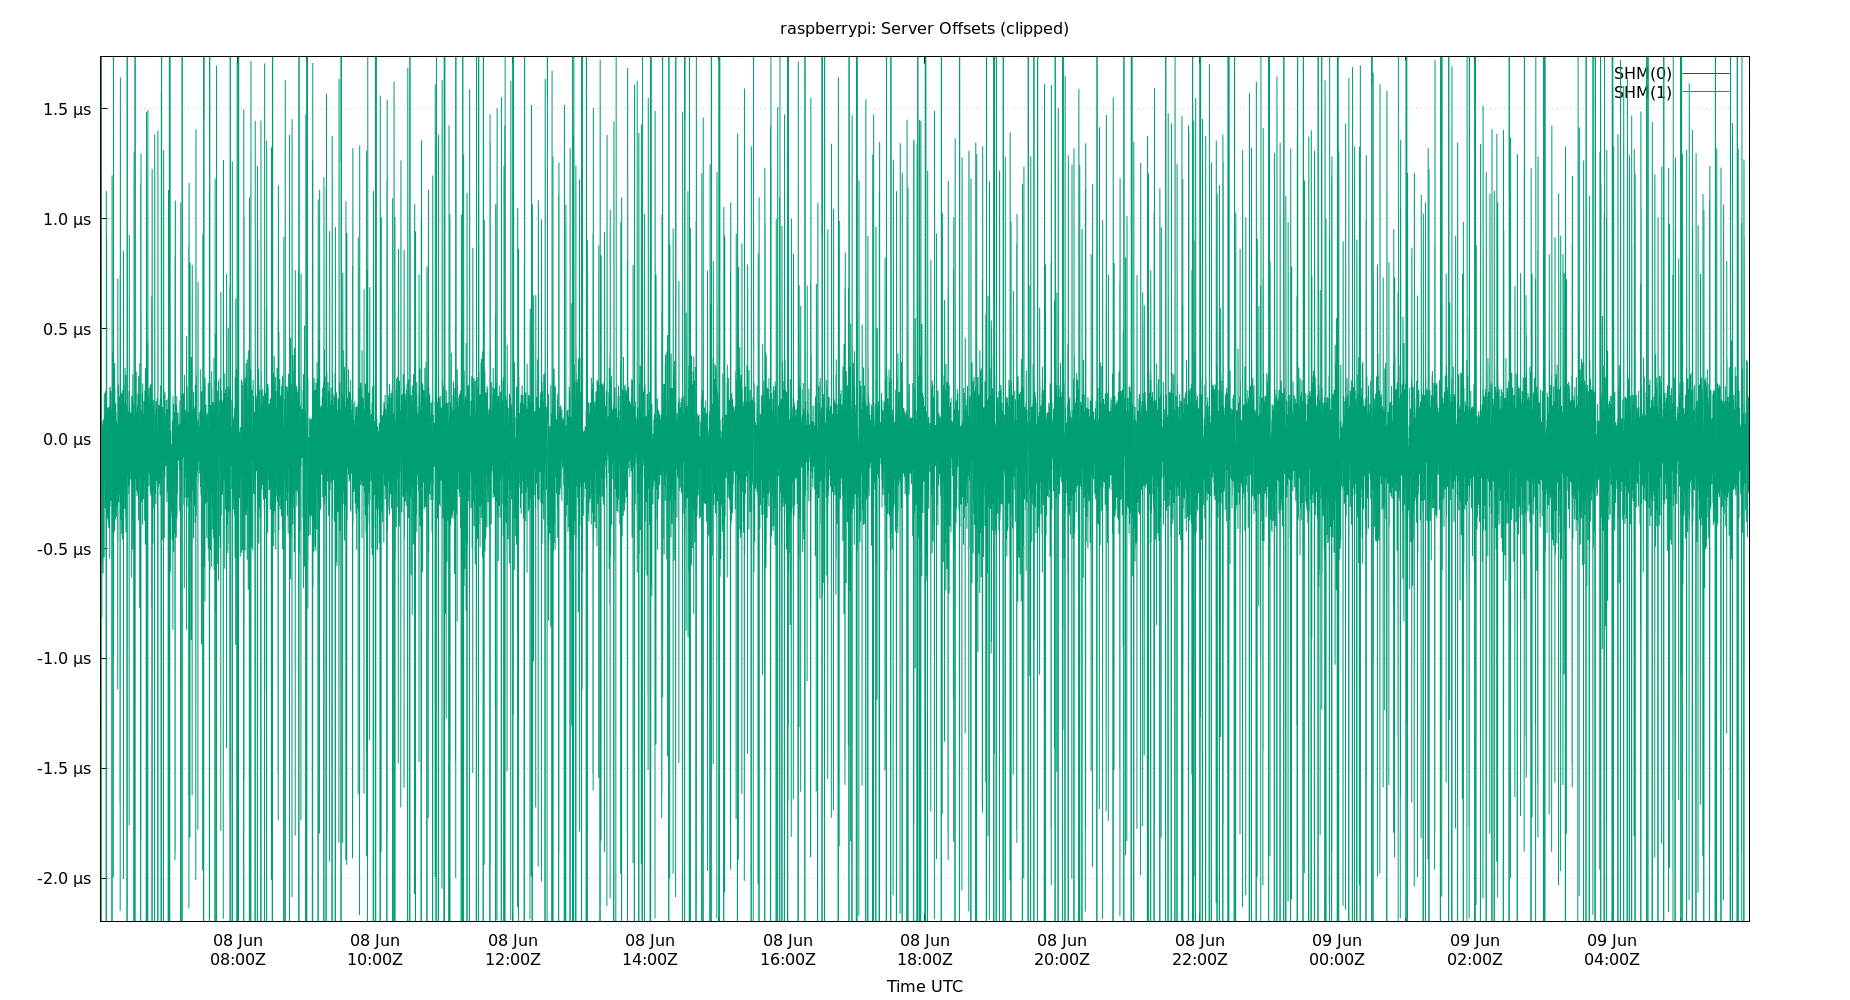 raspberrypi: Server Offsets (clipped)
SHM(0)
SHM(1)
1.5 µs
1.0 µs
0.5 µs
0.0 µs
-0.5 µs
-1.0 µs
-1.5 µs
-2.0 µs
08 Jun 08 Jun 08 Jun 08 Jun 08 Jun 08 Jun 08 Jun 08 Jun 09 Jun 09 Jun 09 Jun
08:00Z 10:00Z 12:00Z 14:00Z 16:00Z 18:00Z 20:00Z 22:00Z 00:00Z 02:00Z 04:00Z
Time UTC